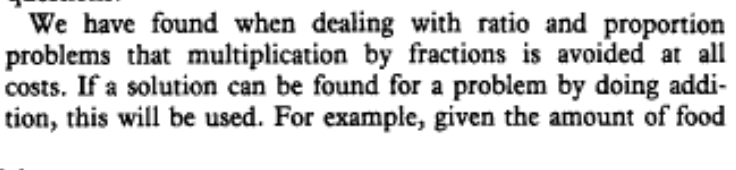 We have found when dealing with ratio and proportion
problems that multiplication by fractions is avoided at all
costs. If a solution can be found for a problem by doing addi-
tion, this will be used. For example, given the amount of food